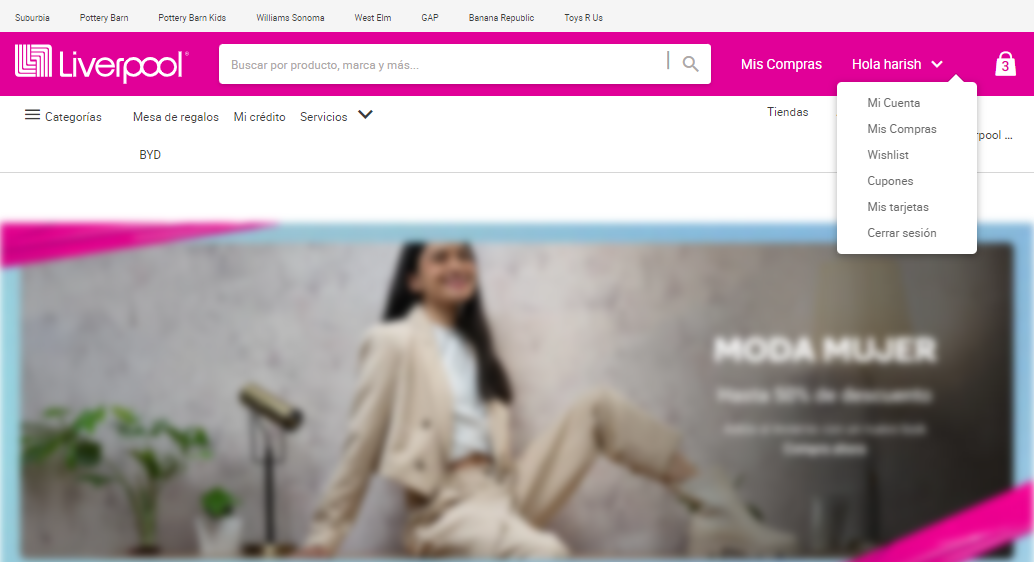 Suburbia Pottery Barn Pottery Barn Kids Williams Sonoma West Elm GAP Banana Republic Toys R Us
Liverpool® Buscar por producto, marca y más... | Mis Compras Hola harish 3
Categorías Mesa de regalos Mi crédito Servicios Tiendas
BYD
rpool ...
Mi Cuenta
Mis Compras
Wishlist
Cupones
Mis tarjetas
Cerrar sesión
MODA MUJER
Hasta 50% de descuento
Compra ahora